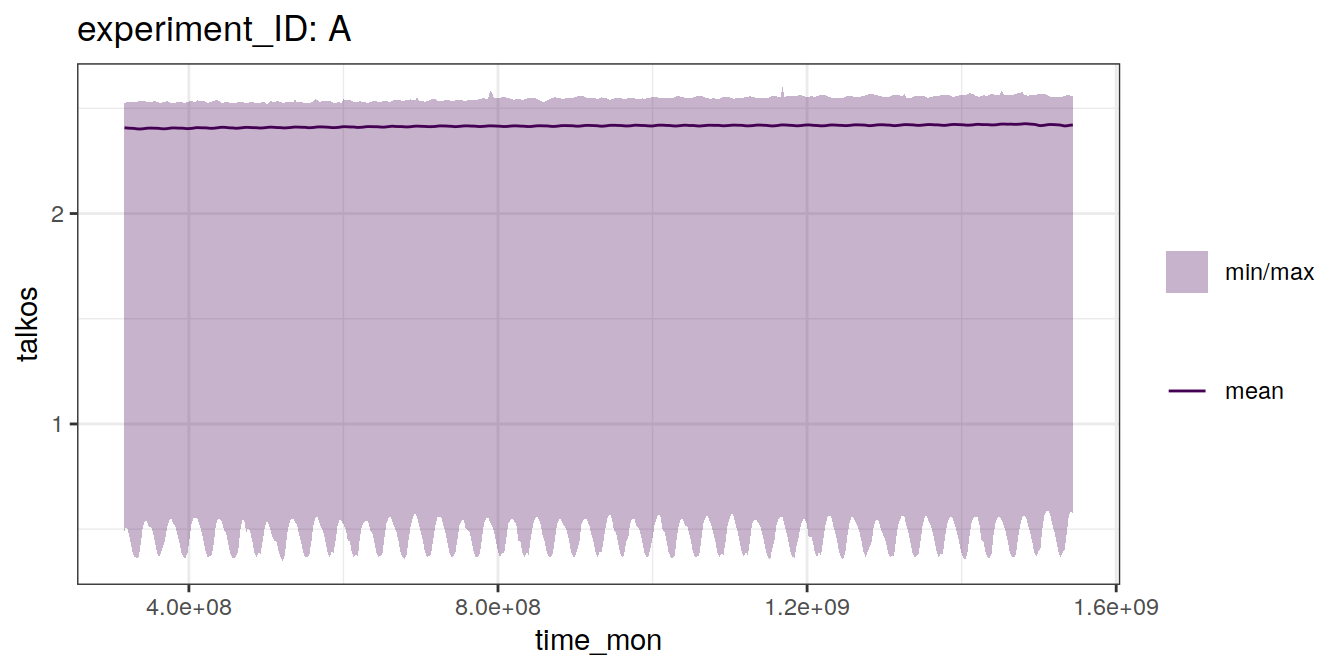 experiment_ID: A
talkos
2
1
min/max
mean
4.0e+08 8.0e+08 1.2e+09 1.6e+09
time_mon